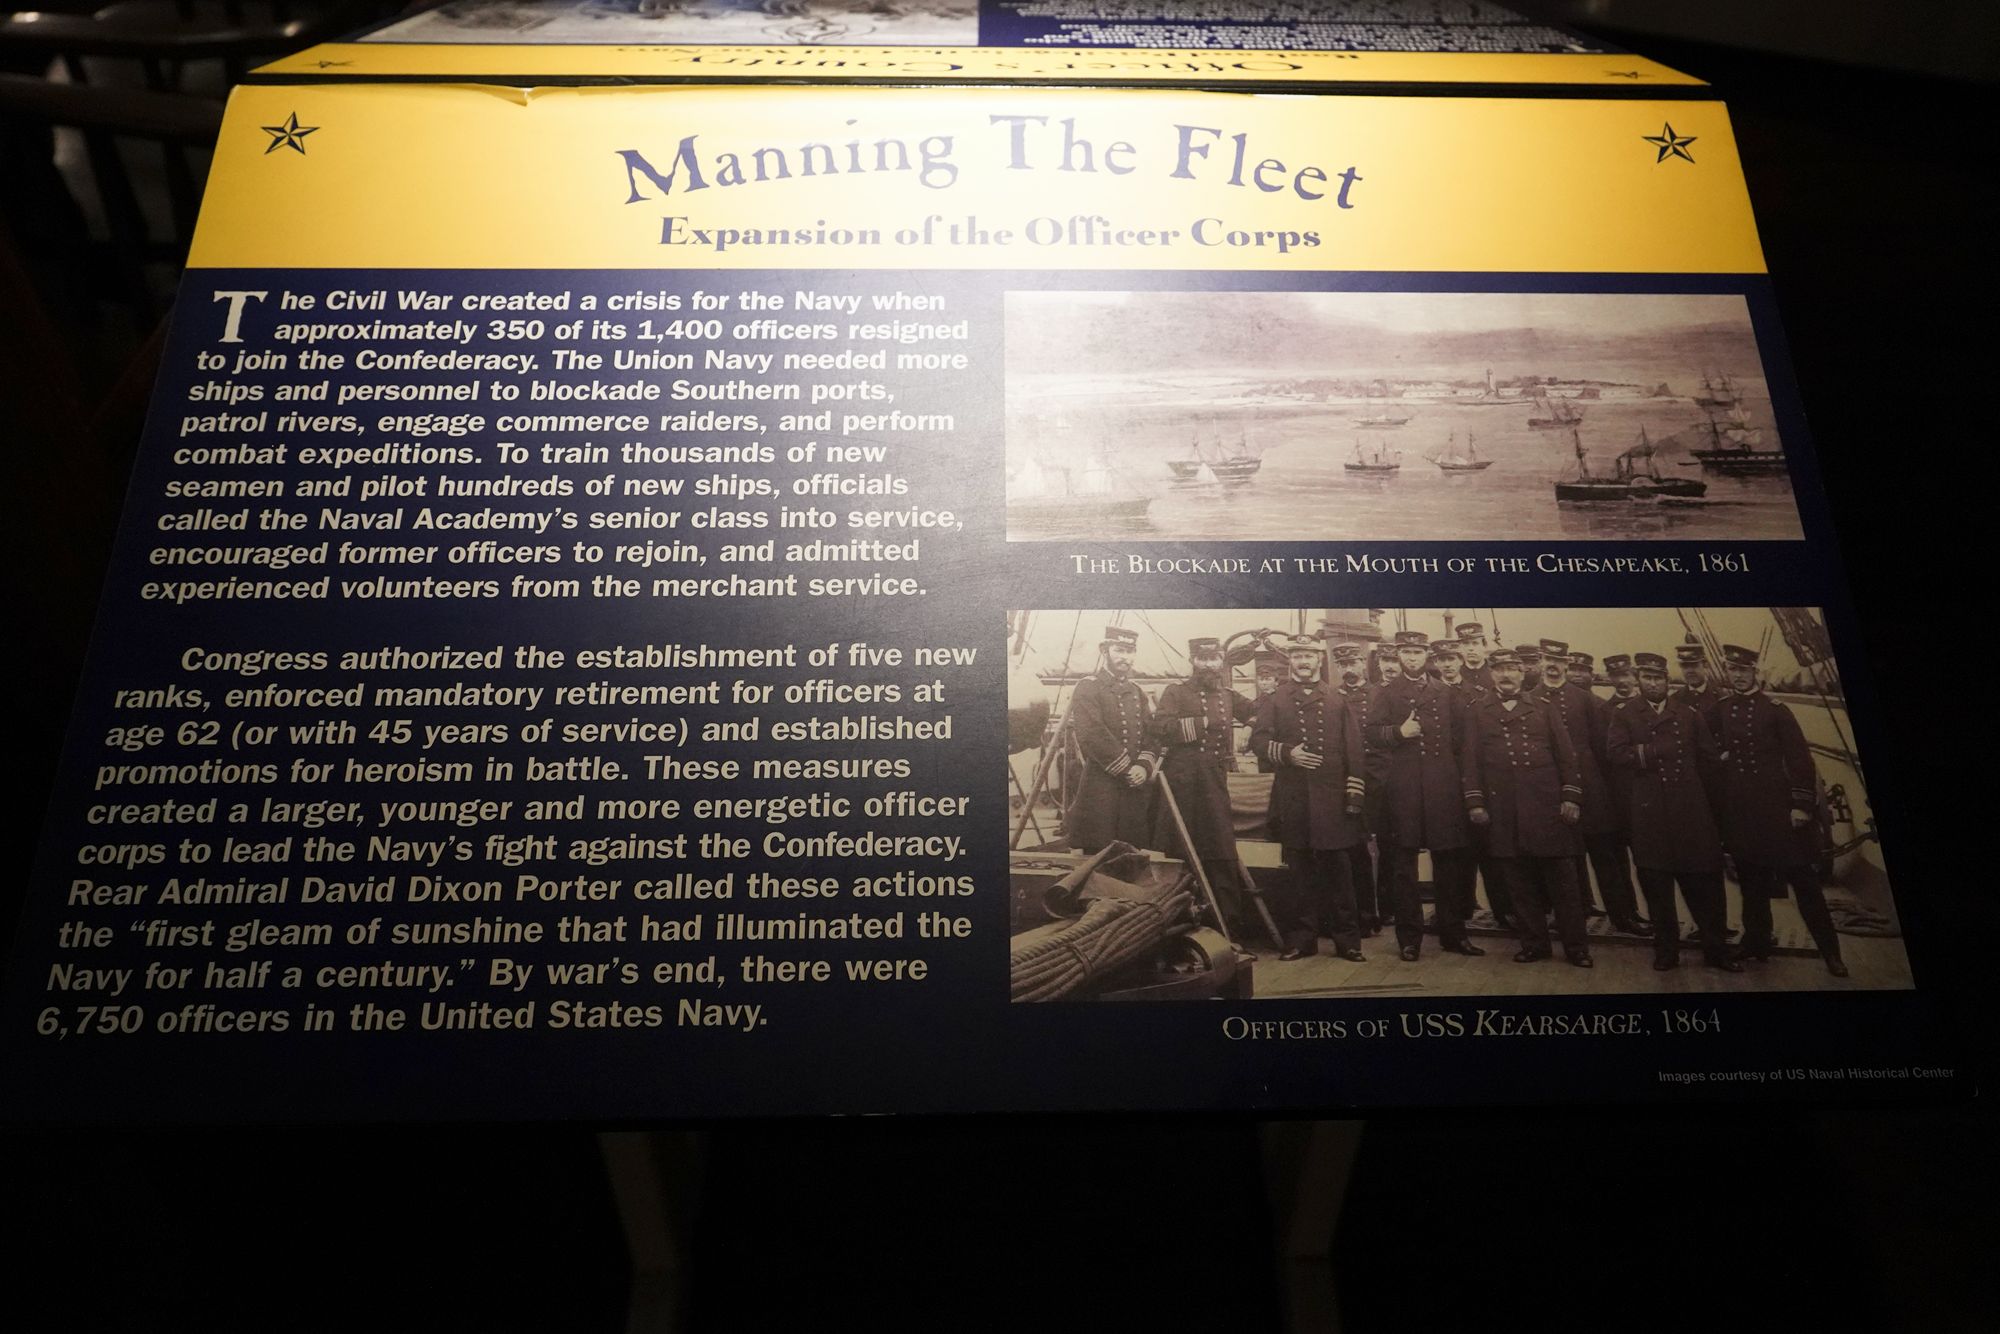 Officer's Country
Manning The Fleet
Expansion of the Officer Corps
The Civil War created a crisis for the Navy when
approximately 350 of its 1,400 officers resigned
to join the Confederacy. The Union Navy needed more
ships and personnel to blockade Southern ports,
patrol rivers, engage commerce raiders, and perform
combat expeditions. To train thousands of new
seamen and pilot hundreds of new ships, officials
called the Naval Academy's senior class into service,
encouraged former officers to rejoin, and admitted
experienced volunteers from the merchant service.
Congress authorized the establishment of five new
ranks, enforced mandatory retirement for officers at
age 62 (or with 45 years of service) and established
promotions for heroism in battle. These measures
created a larger, younger and more energetic officer
corps to lead the Navy's fight against the Confederacy.
Rear Admiral David Dixon Porter called these actions
the “first gleam of sunshine that had illuminated the
Navy for half a century.” By war's end, there were
6,750 officers in the United States Navy.
The Blockade at the Mouth of the Chesapeake, 1861
Officers of USS Kearsarge, 1864
Images courtesy of US Naval Historical Center